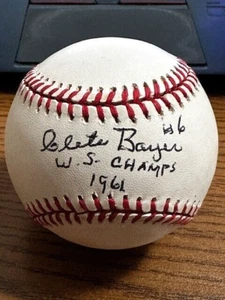 Clete Boyer #6
W.S. CHAMPS
1961